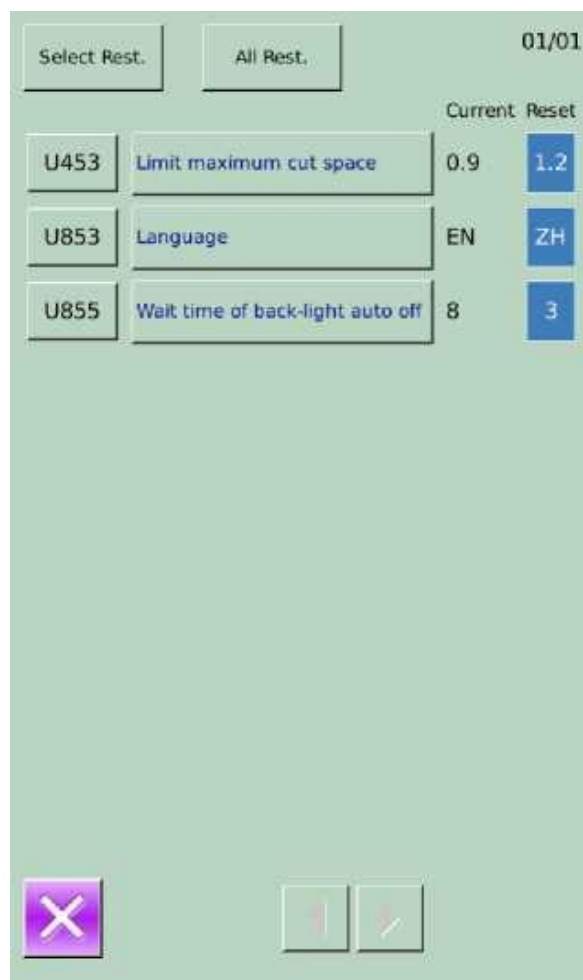 Select Rest. All Rest. 01/01
Current Reset
U453 Limit maximum cut space 0.9 1.2
U853 Language EN ZH
U855 Wait time of back-light auto off 8 3